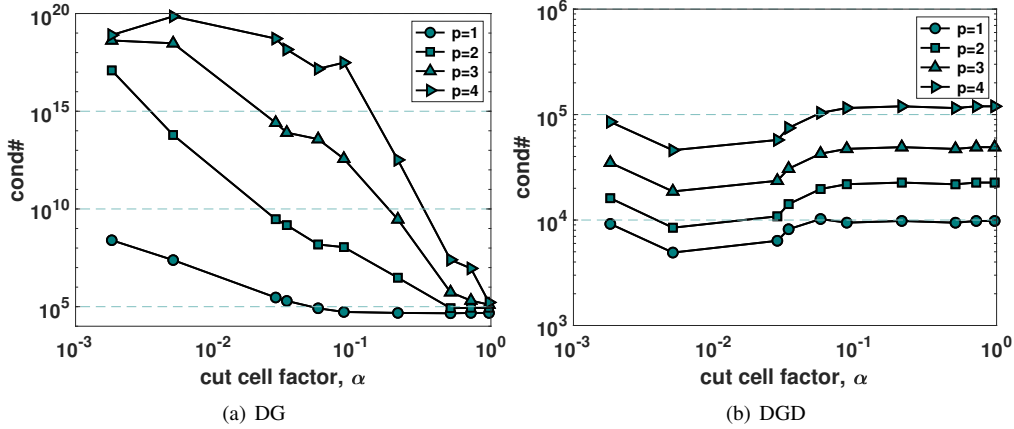 10^20
10^15
10^10
10^5
cond#
p=1
p=2
p=3
p=4
10^-3
10^-2
10^-1
10^0
cut cell factor, α
(a) DG
10^6
10^5
10^4
10^3
cond#
p=1
p=2
p=3
p=4
10^-3
10^-2
10^-1
10^0
cut cell factor, α
(b) DGD